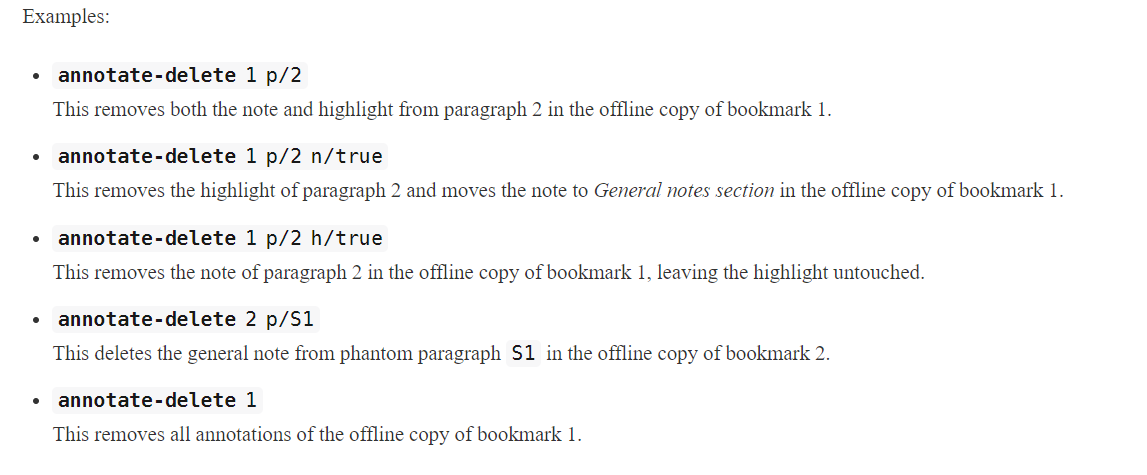 Examples:
annotate-delete 1 p/2
This removes both the note and highlight from paragraph 2 in the offline copy of bookmark 1.
annotate-delete 1 p/2 n/true
This removes the highlight of paragraph 2 and moves the note to General notes section in the offline copy of bookmark 1.
annotate-delete 1 p/2 h/true
This removes the note of paragraph 2 in the offline copy of bookmark 1, leaving the highlight untouched.
annotate-delete 2 p/S1
This deletes the general note from phantom paragraph S1 in the offline copy of bookmark 2.
annotate-delete 1
This removes all annotations of the offline copy of bookmark 1.